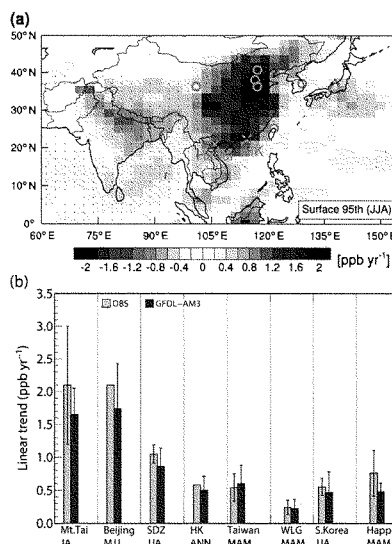 (a)
50°N
40°N
30°N
20°N
10°N
0°
60°E 75°E 90°E 105°E 120°E 135°E 150°E
Surface 95th (JJA)
-2 -1.6 -1.2 -0.8 -0.4 0 0.4 0.8 1.2 1.6 2 [ppb yr⁻¹]
(b)
Linear trend (ppb yr⁻¹)
3.5
3.0
2.5
2.0
1.5
1.0
0.5
0.0
OBS GFDL-AM3
Mt.Tai Beijing SDZ HK Taiwan WLG S.Korea Happ
ANN MAM MAM MAM